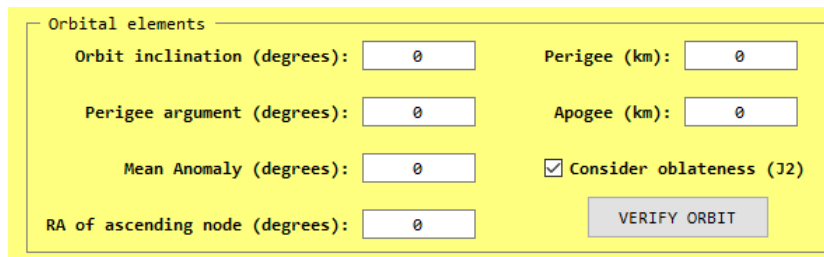 Orbital elements
Orbit inclination (degrees): 0 Perigee (km): 0
Perigee argument (degrees): 0 Apogee (km): 0
Mean Anomaly (degrees): 0 Consider oblateness (J2)
RA of ascending node (degrees): 0 VERIFY ORBIT